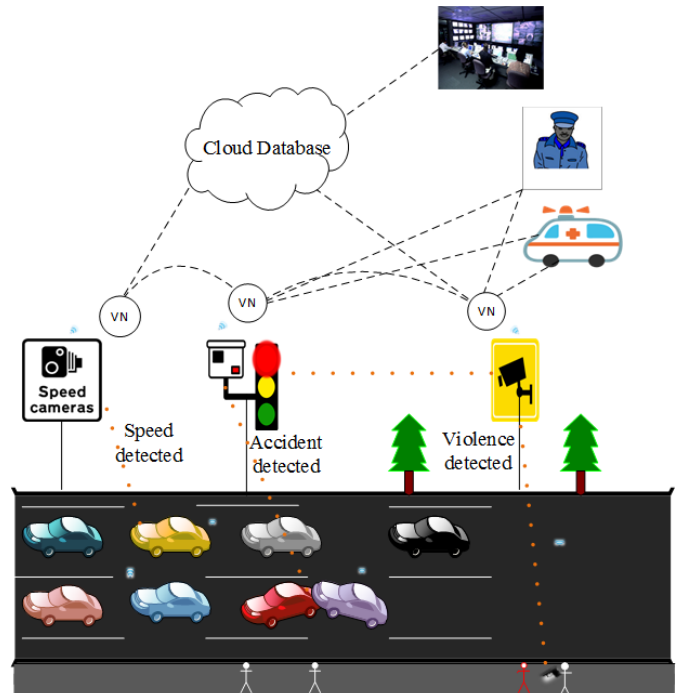 Cloud Database
VN
VN
VN
Speed
cameras
Speed
detected
Accident
detected
Violence
detected